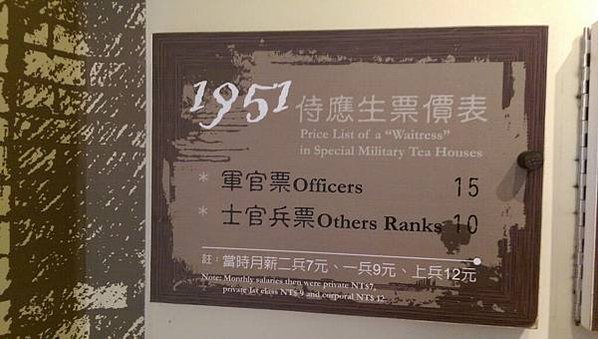 1951 侍應生票價表
Price List of a “Waitress”
in Special Military Tea Houses
* 軍官票Officers 15
* 士官兵票Others Ranks 10
註：當時月薪二兵7元、一兵9元、上兵12元
Note: Monthly salaries then were private NT$7,
private 1st class NT$ 9 and corporal NT$ 12